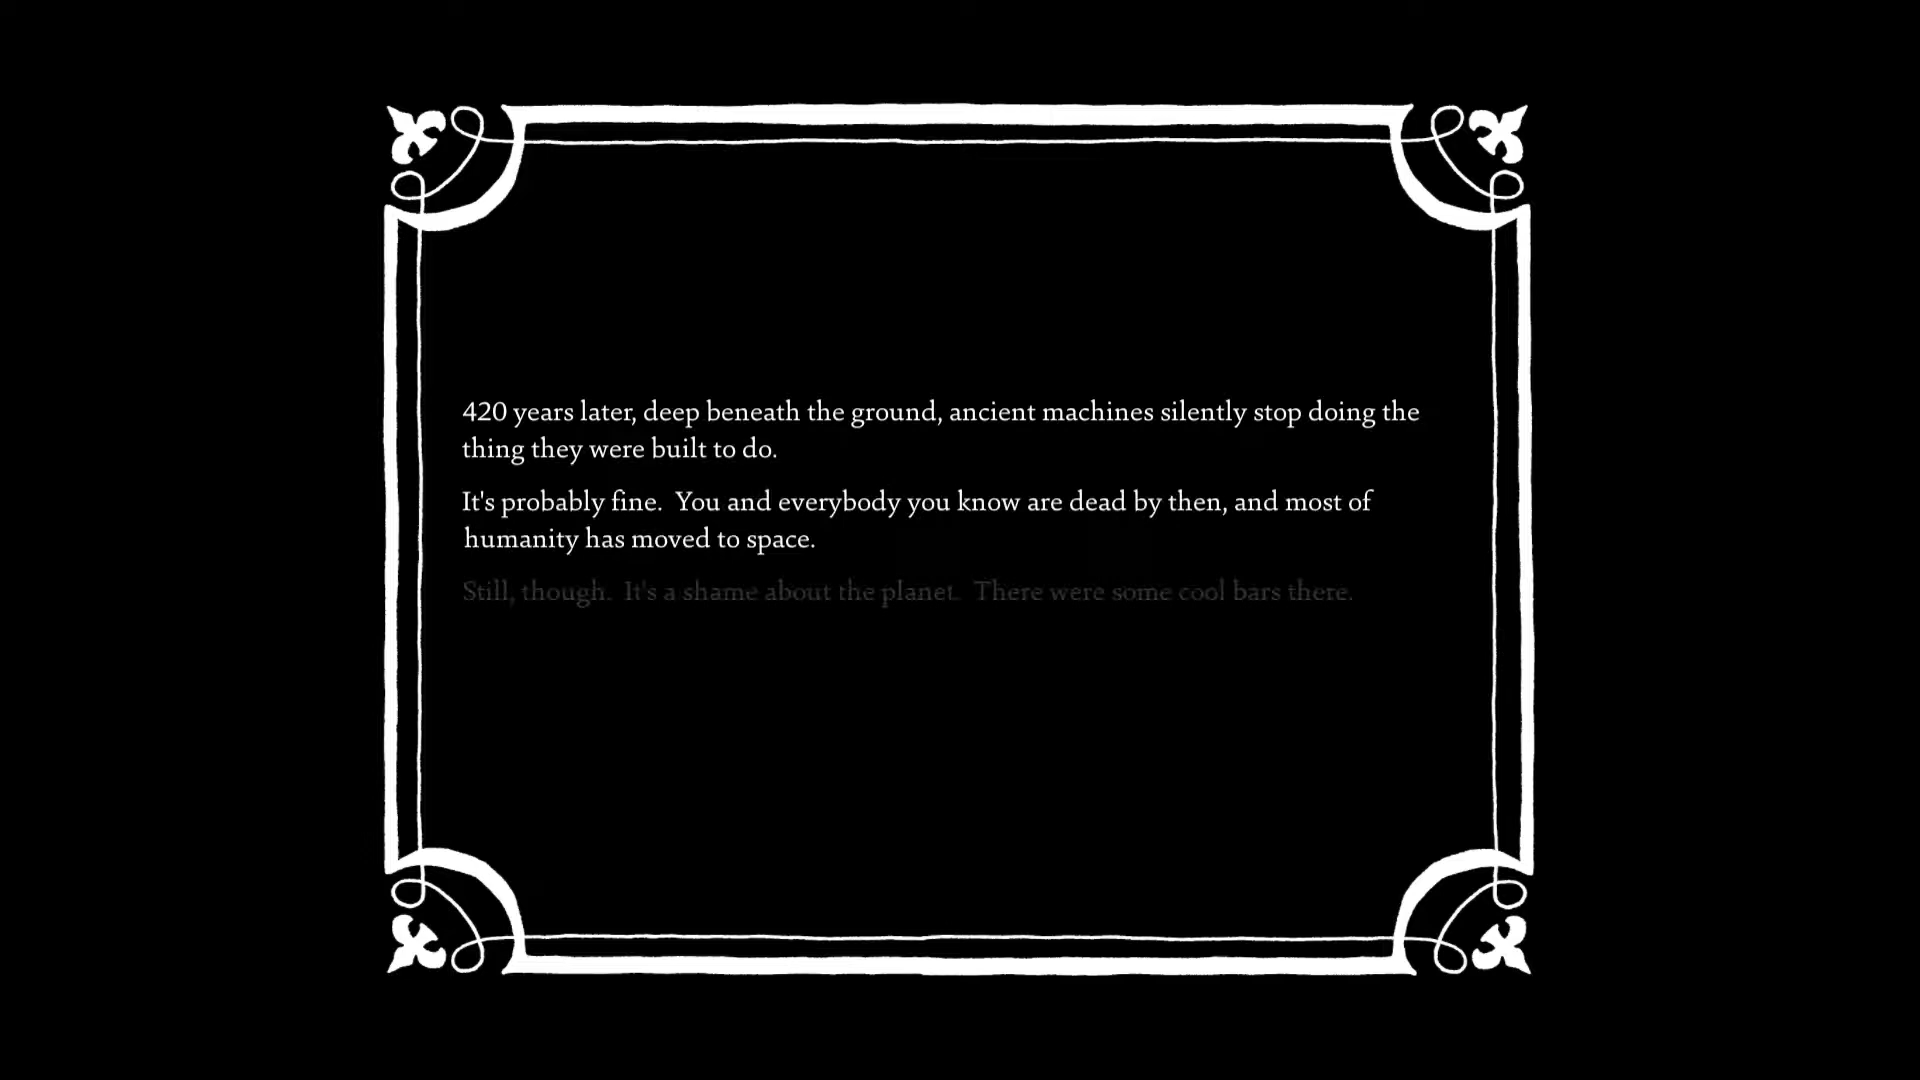 420 years later, deep beneath the ground, ancient machines silently stop doing the
thing they were built to do.
It's probably fine.  You and everybody you know are dead by then, and most of
humanity has moved to space.
Still, though.  It's a shame about the planet.  There were some cool bars there.